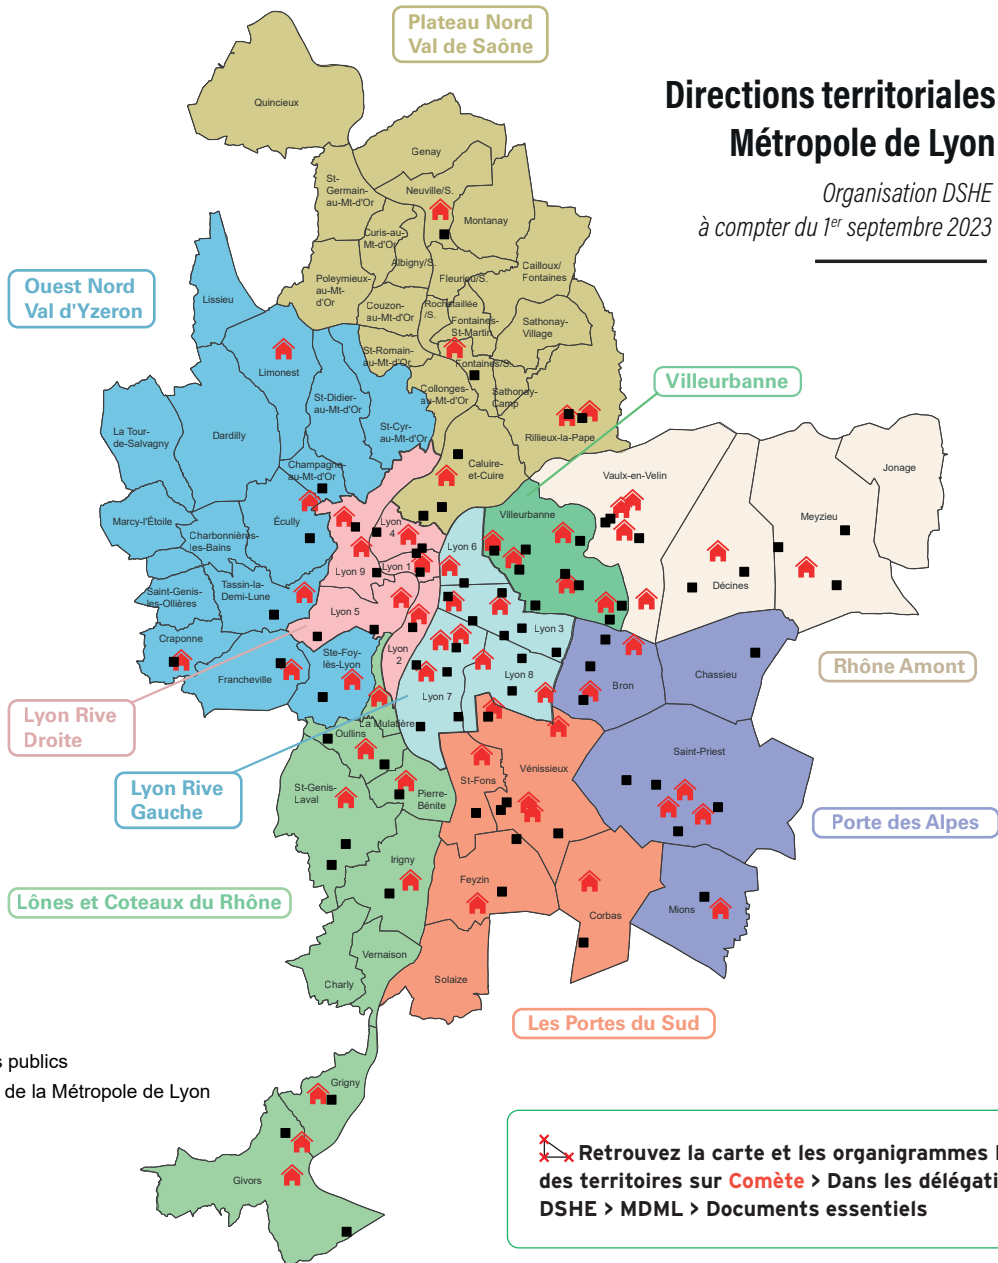 Plateau Nord
Val de Saône
Directions territoriales
Métropole de Lyon
Organisation DSHE
à compter du 1er septembre 2023
Quincieux
Genay
St-
Germain-
au-Mt-d'Or
Neuville/S.
Montanay
Curis-au-
Mt-d'Or
Albigny/S.
Cailloux/
Fontaines
Poleymieux-
au-Mt-
d'Or
Fleurieu/S.
Couzon-
au-Mt-d'Or
Rochetaillée
/S.
Fontaines-
St-Martin
Sathonay-
Village
St-Romain-
au-Mt-d'Or
Fontaines/S.
Collonges-
au-Mt-d'Or
Sathonay-
Camp
Rillieux-la-Pape
Caluire-
et-Cuire
Ouest Nord
Val d'Yzeron
Lissieu
Limonest
St-Didier-
au-Mt-d'Or
St-Cyr-
au-Mt-d'Or
La Tour-
de-Salvagny
Dardilly
Champagne-
au-Mt-d'Or
Marcy-l'Étoile
Charbonnières-
les-Bains
Écully
Saint-Genis-
les-Ollières
Tassin-la-
Demi-Lune
Craponne
Francheville
Ste-Foy-
lès-Lyon
Villeurbanne
Vaulx-en-Velin
Jonage
Meyzieu
Décines
Villeurbanne
Lyon
4
Lyon 6
Lyon 9
Lyon 1
Lyon 5
Lyon 3
Lyon
2
Lyon 8
Lyon 7
Rhône Amont
Bron
Chassieu
Saint-Priest
Mions
Porte des Alpes
Lyon Rive
Droite
Lyon Rive
Gauche
La Mulatière
Oullins
St-Genis-
Laval
Pierre-
Bénite
St-Fons
Vénissieux
Irigny
Feyzin
Corbas
Lônes et Coteaux du Rhône
Vernaison
Charly
Solaize
Les Portes du Sud
Grigny
Givors
publics
de la Métropole de Lyon
Retrouvez la carte et les organigrammes
des territoires sur Comète > Dans les
DSHE > MDML > Documents essentiels